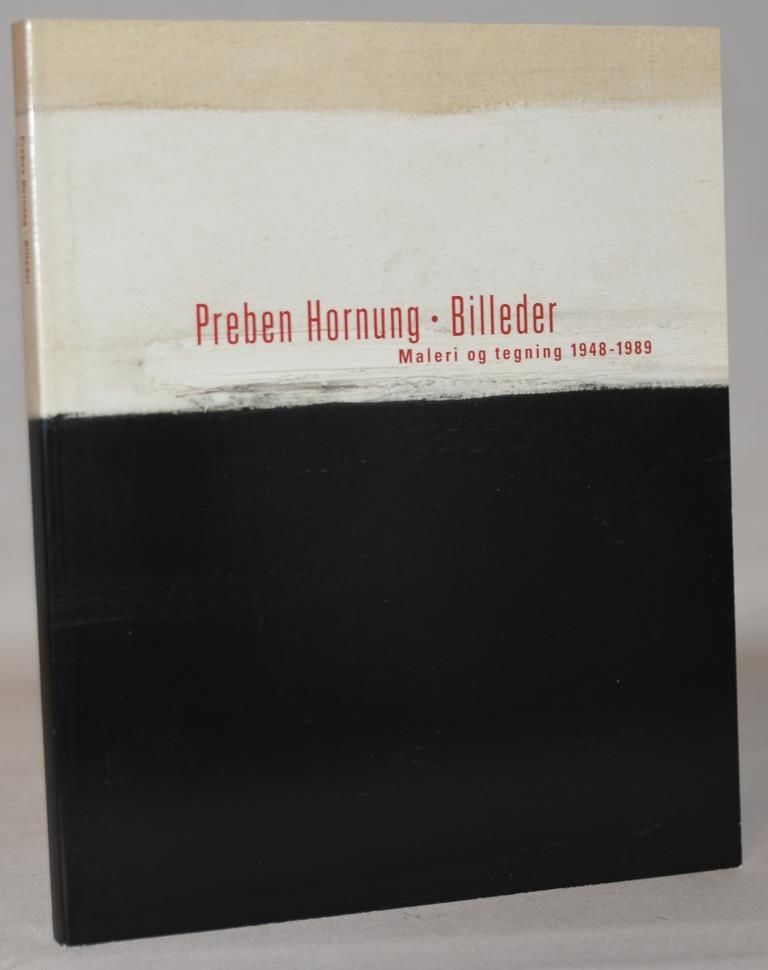 Preben Hornung • Billeder
Maleri og tegning 1948-1989
Preben Hornung • Billeder